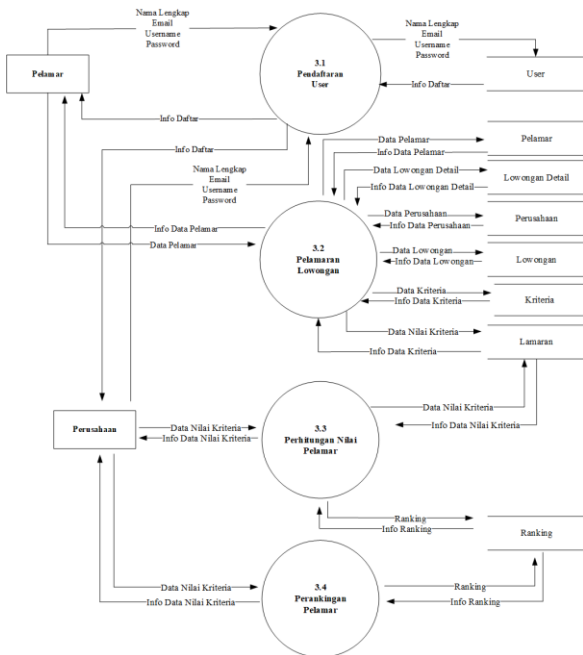 Nama Lengkap
Email
Username
Password
Nama Lengkap
Email
Username
Password
3.1
Pendaftaran
User
Pelamar
User
Info Daftar
Info Daftar
Info Daftar
Data Pelamar
Info Data Pelamar
Pelamar
Nama Lengkap
Email
Username
Password
Data Lowongan Detail
Info Data Lowongan Detail
Lowongan Detail
Info Data Pelamar
Data Pelamar
3.2
Pelamaran
Lowongan
Data Perusahaan
Info Data Perusahaan
Perusahaan
Data Lowongan
Info Data Lowongan
Lowongan
Data Kriteria
Info Data Kriteria
Kriteria
Data Nilai Kriteria
Info Data Kriteria
Lamaran
Perusahaan
Data Nilai Kriteria
Info Data Nilai Kriteria
3.3
Perhitungan Nilai
Pelamar
Data Nilai Kriteria
Info Data Nilai Kriteria
Ranking
Info Ranking
Ranking
Data Nilai Kriteria
Info Data Nilai Kriteria
3.4
Perankingan
Pelamar
Ranking
Info Ranking